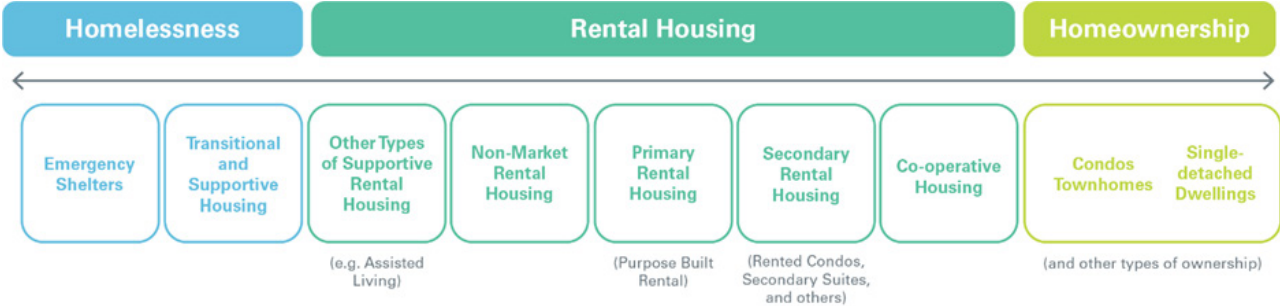 Homelessness
Rental Housing
Homeownership
Emergency
Shelters
Transitional
and
Supportive
Housing
Other Types
of Supportive
Rental
Housing
(e.g. Assisted
Living)
Non-Market
Rental
Housing
Primary
Rental
Housing
(Purpose Built
Rental)
Secondary
Rental
Housing
(Rented Condos,
Secondary Suites,
and others)
Co-operative
Housing
Condos
Townhomes
Single-
detached
Dwellings
(and other types of ownership)